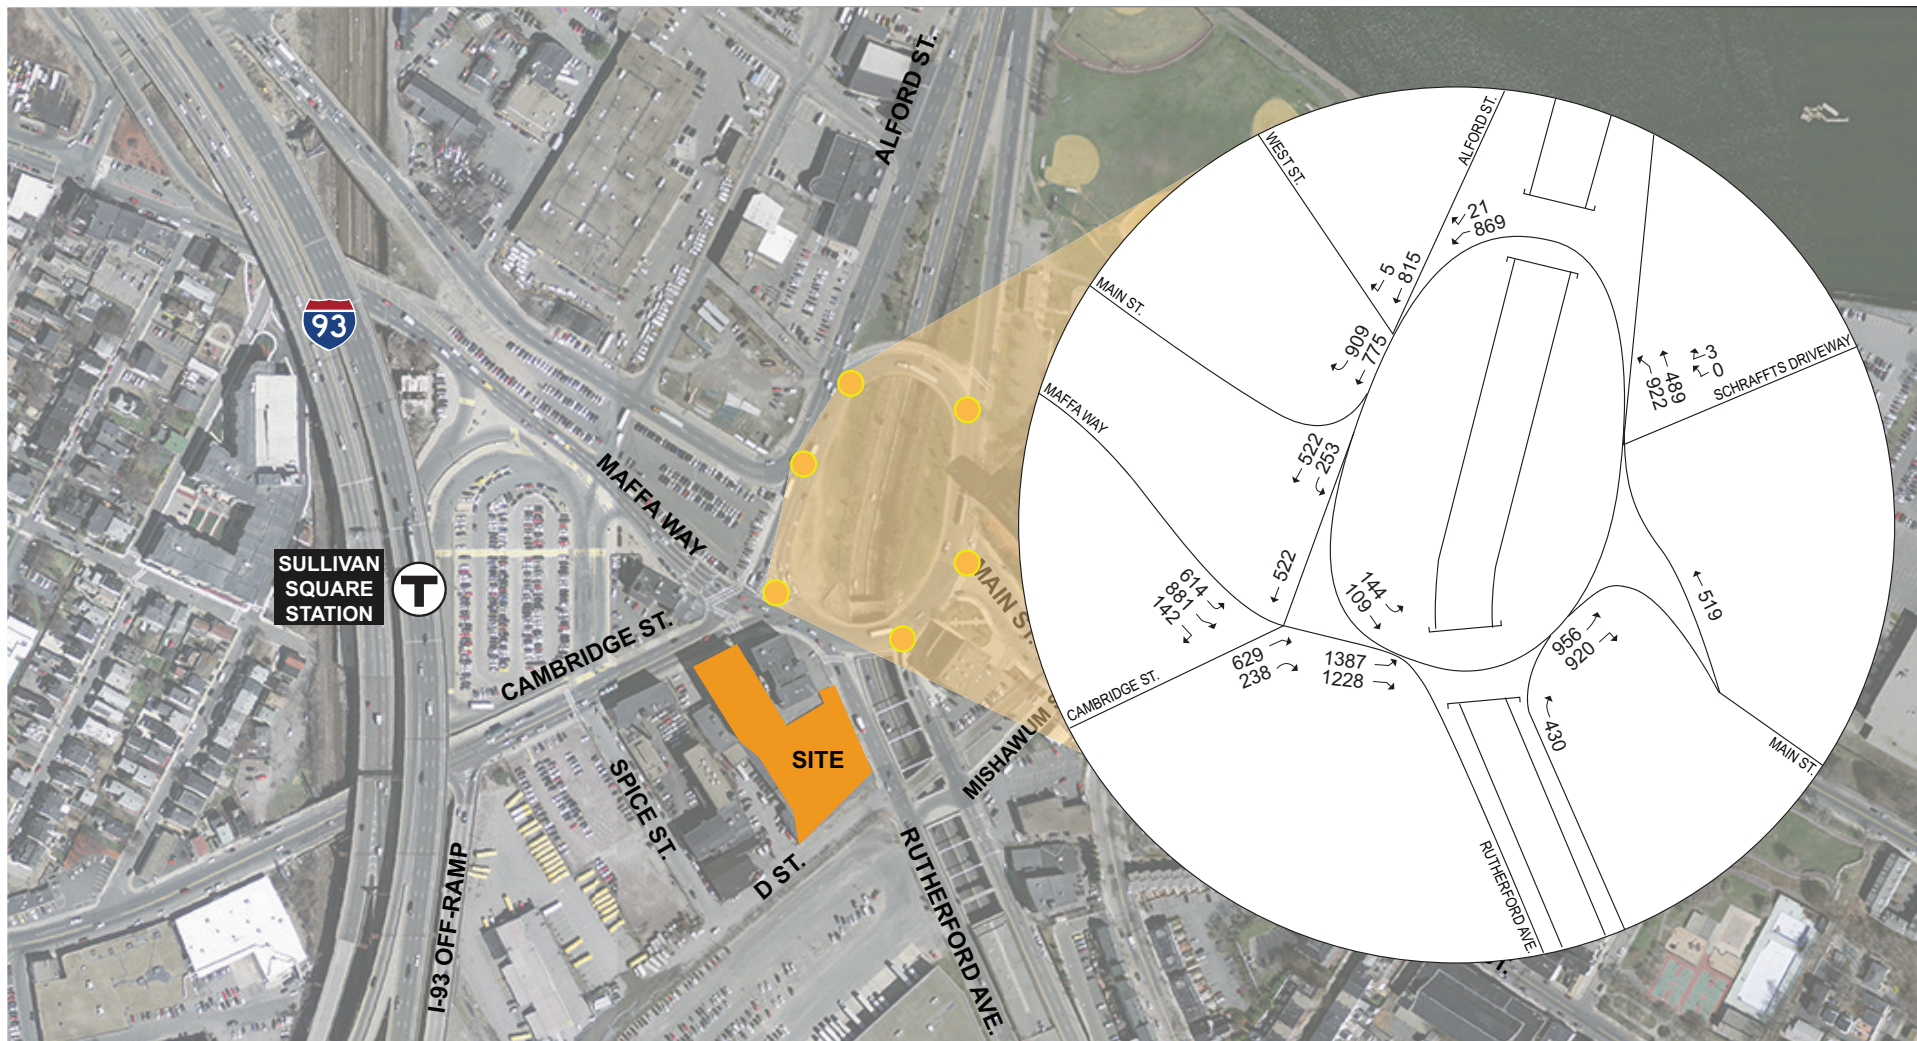 ALFORD ST.
93
MAFFA WAY
SULLIVAN
SQUARE
STATION
T
CAMBRIDGE ST.
MAIN ST.
SITE
SPICE ST.
D ST.
MISHAWUM
RUTHERFORD AVE.
I-93 OFF-RAMP
ST.
WEST ST.
ALFORD ST.
21
869
5
815
MAIN ST.
909
775
3
0
489
922
SCHRAFFTS DRIVEWAY
MAFFA WAY
522
253
522
614
881
142
144
109
519
956
920
629
238
1387
1228
CAMBRIDGE ST.
430
MAIN ST.
RUTHERFORD AVE.